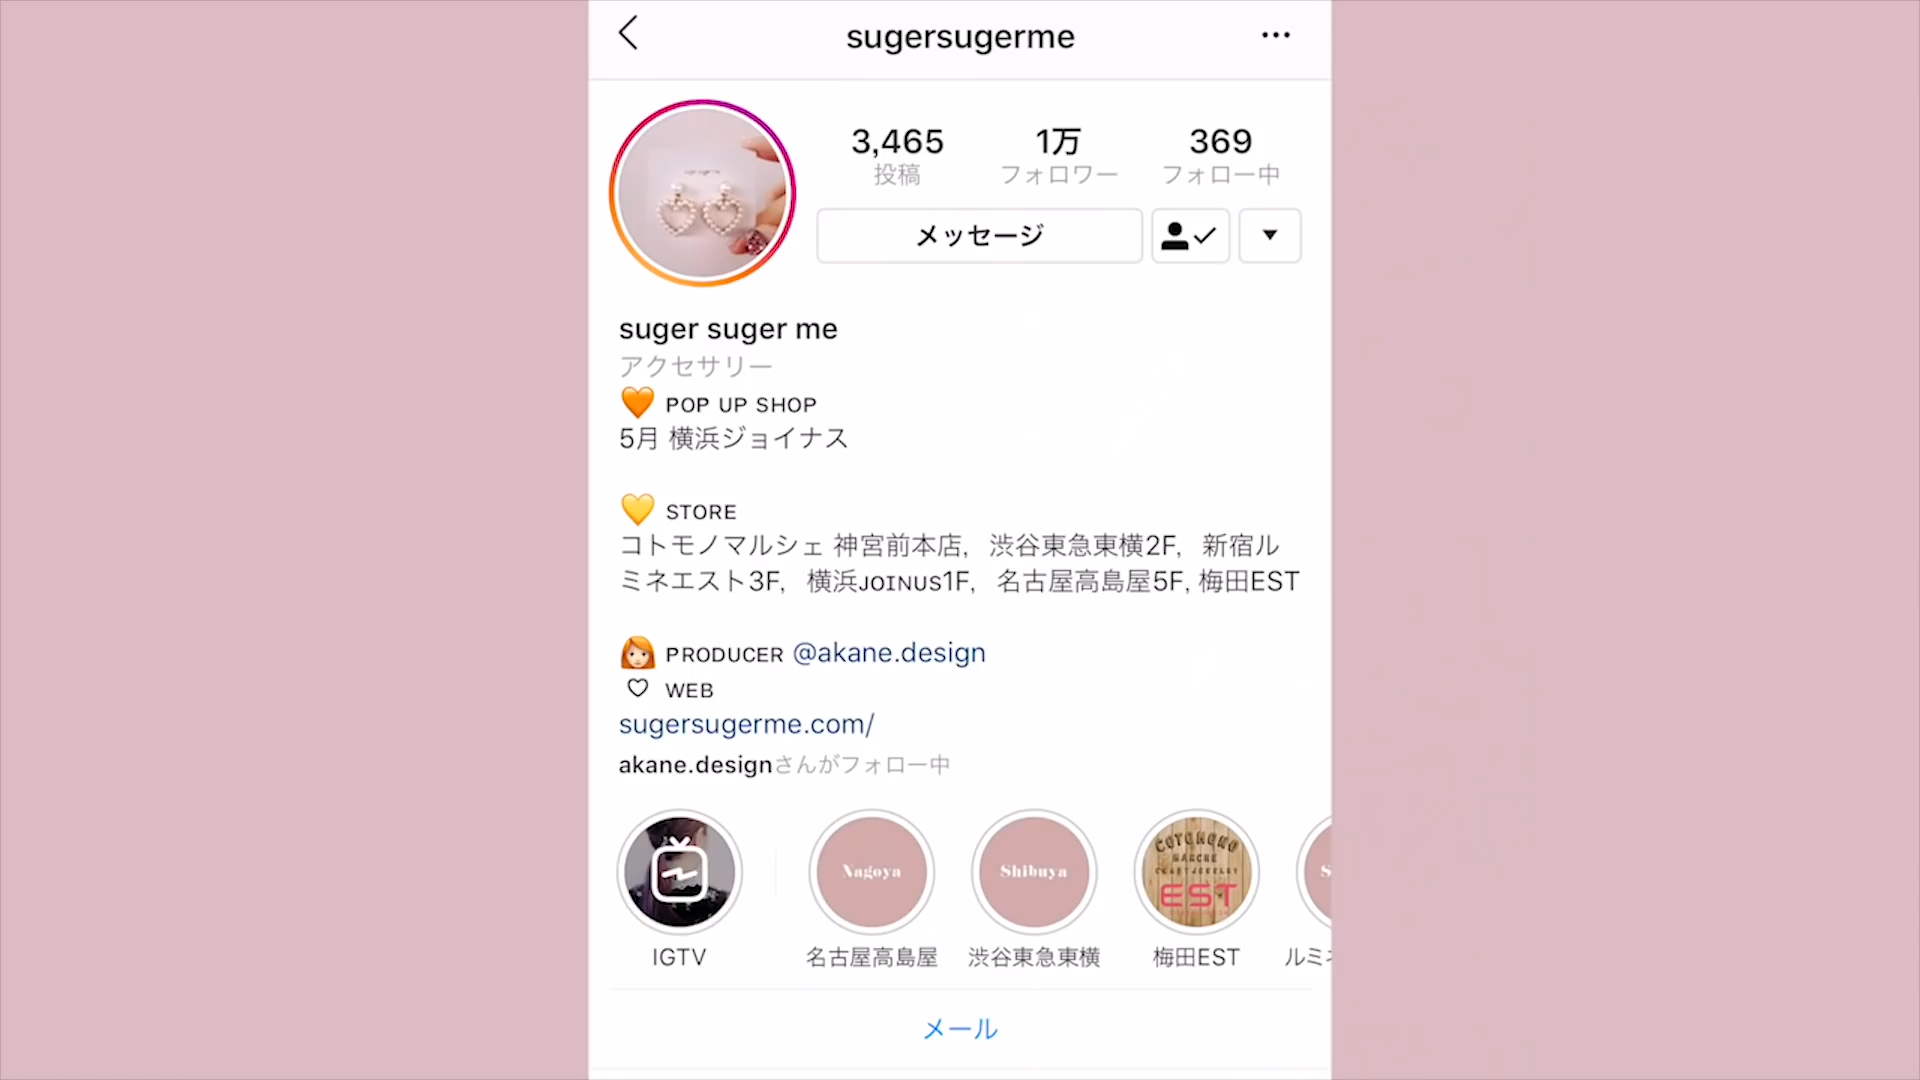 sugersugerme
3,465
投稿
1万
フォロワー
369
フォロー中
メッセージ
suger suger me
アクセサリー
🧡 POP UP SHOP
5月 横浜ジョイナス
💛 STORE
コトモノマルシェ 神宮前本店, 渋谷東急東横2F, 新宿ル
ミネエスト3F, 横浜JOINUS1F, 名古屋高島屋5F, 梅田EST
👩‍🦰 PRODUCER @akane.design
♡ WEB
sugersugerme.com/
akane.designさんがフォロー中
Nagoya
Shibuya
COTOMONO
MARCHE
CRAFT JEWELRY
EST
S
IGTV
名古屋高島屋
渋谷東急東横
梅田EST
ルミネ
メール